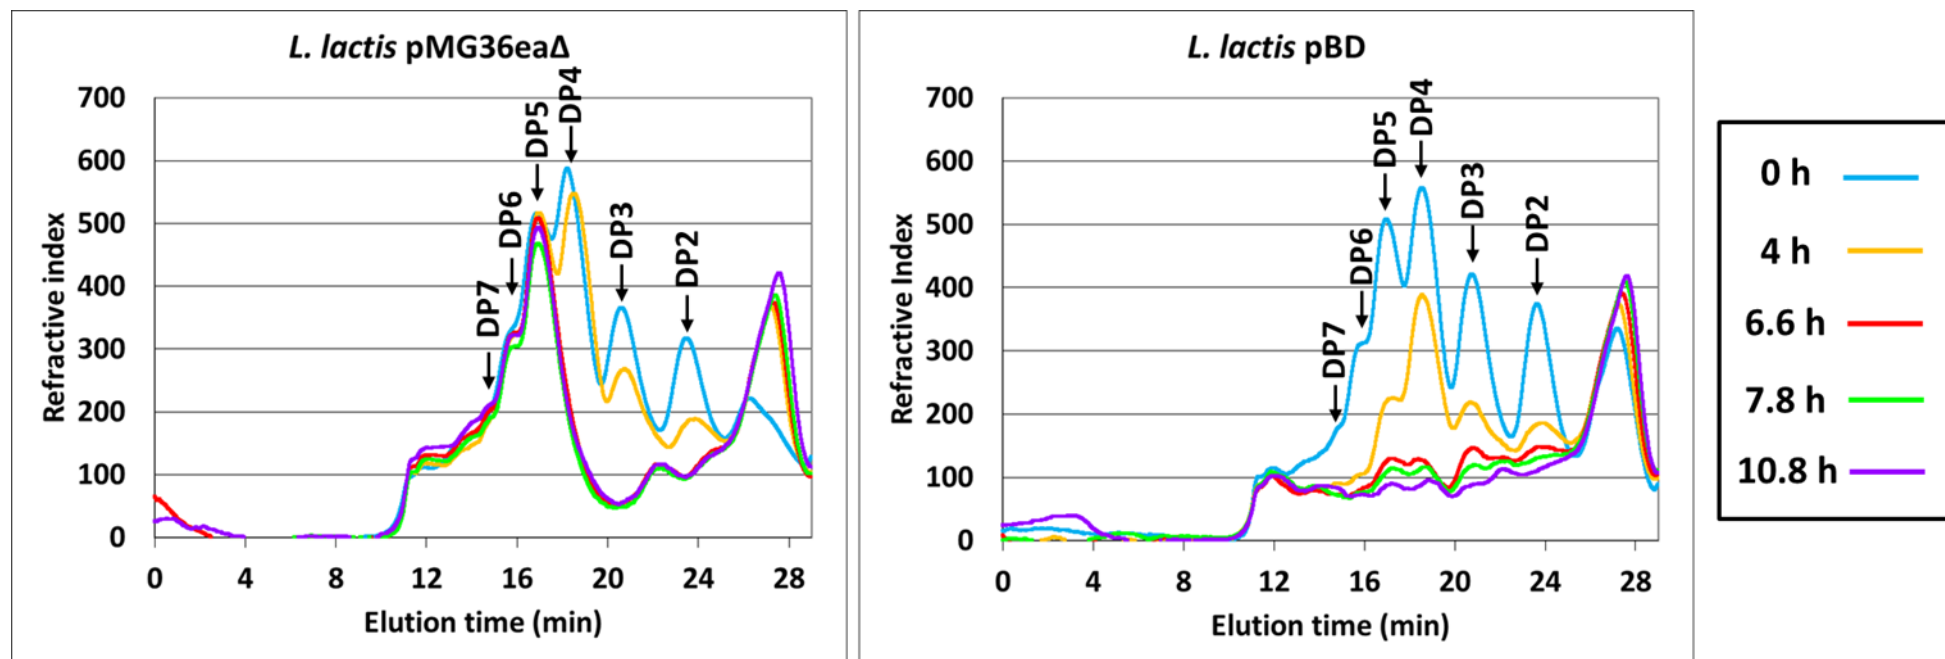 L. lactis pMG36eaΔ
700
600
500
400
300
200
100
0
Refractive index
0 4 8 12 16 20 24 28
Elution time (min)
DP7
DP6
DP5
DP4
DP3
DP2
L. lactis pBD
700
600
500
400
300
200
100
0
Refractive Index
0 4 8 12 16 20 24 28
Elution time (min)
DP7
DP6
DP5
DP4
DP3
DP2
0 h
4 h
6.6 h
7.8 h
10.8 h